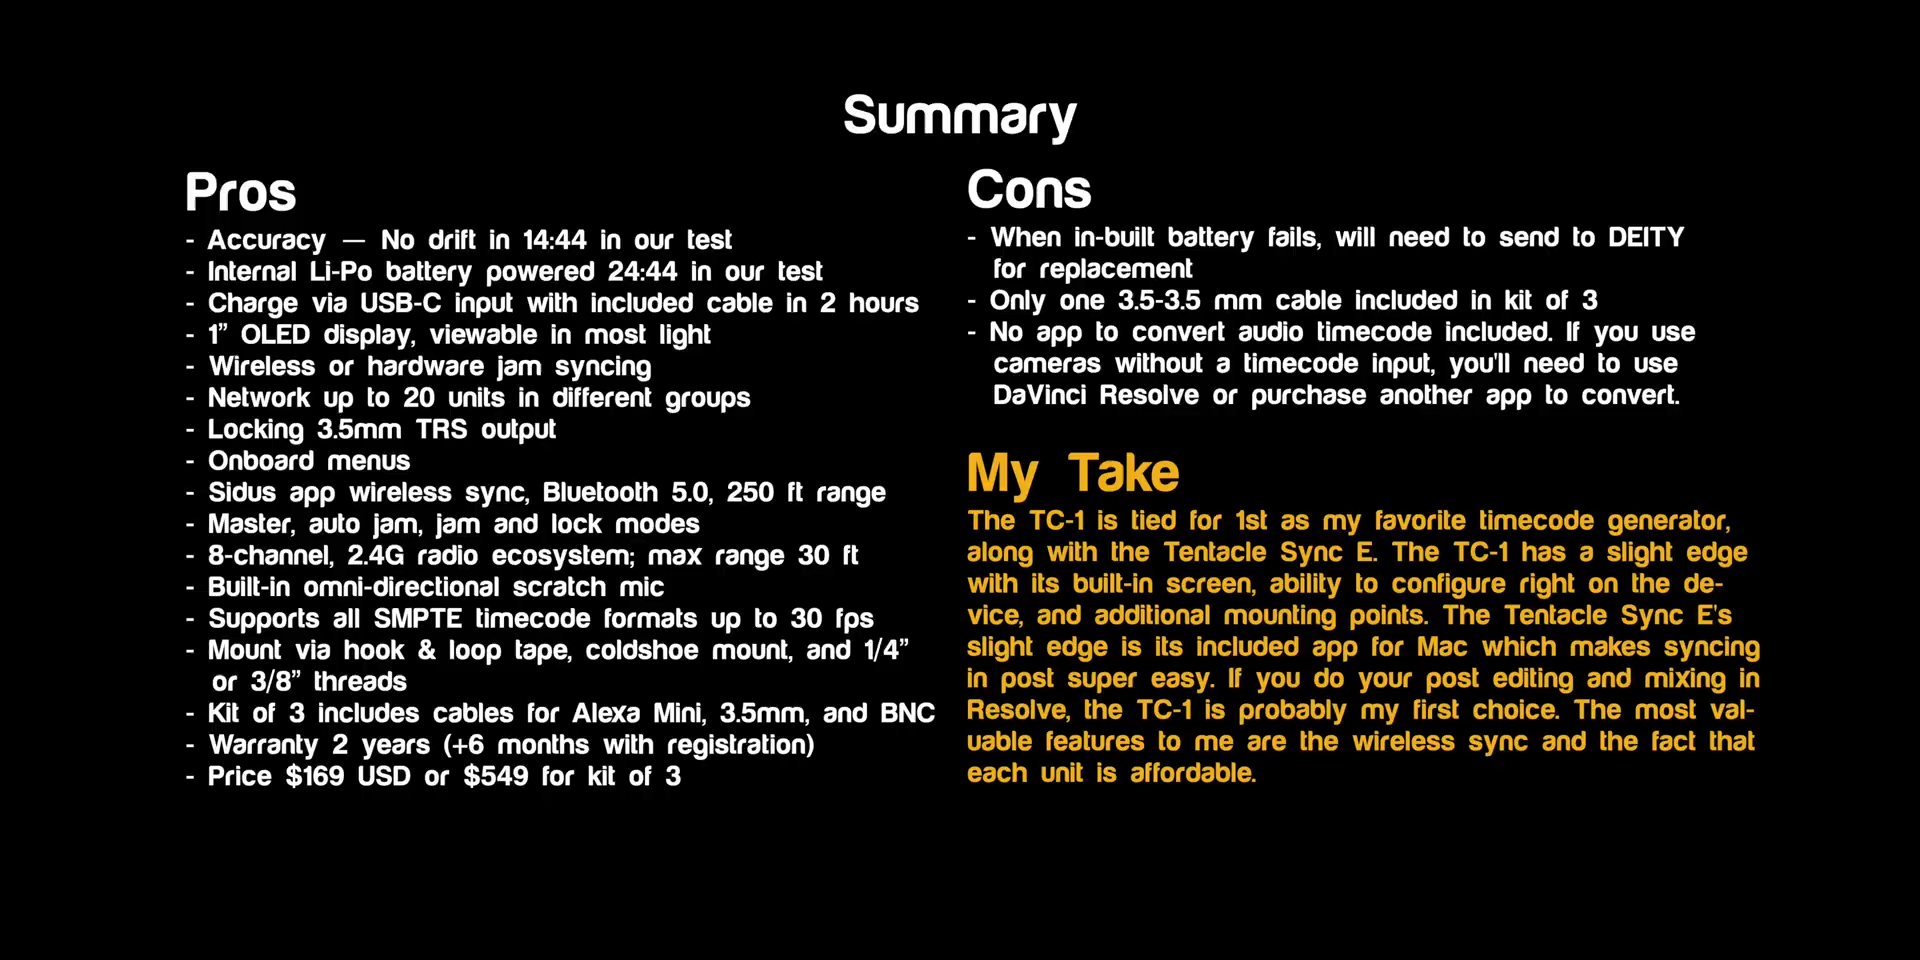 Summary
Pros
- Accuracy — No drift in 14:44 in our test
- Internal Li-Po battery powered 24:44 in our test
- Charge via USB-C input with included cable in 2 hours
- 1” OLED display, viewable in most light
- Wireless or hardware jam syncing
- Network up to 20 units in different groups
- Locking 3.5mm TRS output
- Onboard menus
- Sidus app wireless sync, Bluetooth 5.0, 250 ft range
- Master, auto jam, jam and lock modes
- 8-channel, 2.4G radio ecosystem; max range 30 ft
- Built-in omni-directional scratch mic
- Supports all SMPTE timecode formats up to 30 fps
- Mount via hook & loop tape, coldshoe mount, and 1/4”
or 3/8” threads
- Kit of 3 includes cables for Alexa Mini, 3.5mm, and BNC
- Warranty 2 years (+6 months with registration)
- Price $169 USD or $549 for kit of 3
Cons
- When in-built battery fails, will need to send to DEITY
for replacement
- Only one 3.5-3.5 mm cable included in kit of 3
- No app to convert audio timecode included. If you use
cameras without a timecode input, you'll need to use
DaVinci Resolve or purchase another app to convert.
My Take
The TC-1 is tied for 1st as my favorite timecode generator,
along with the Tentacle Sync E. The TC-1 has a slight edge
with its built-in screen, ability to configure right on the de-
vice, and additional mounting points. The Tentacle Sync E's
slight edge is its included app for Mac which makes syncing
in post super easy. If you do your post editing and mixing in
Resolve, the TC-1 is probably my first choice. The most val-
uable features to me are the wireless sync and the fact that
each unit is affordable.